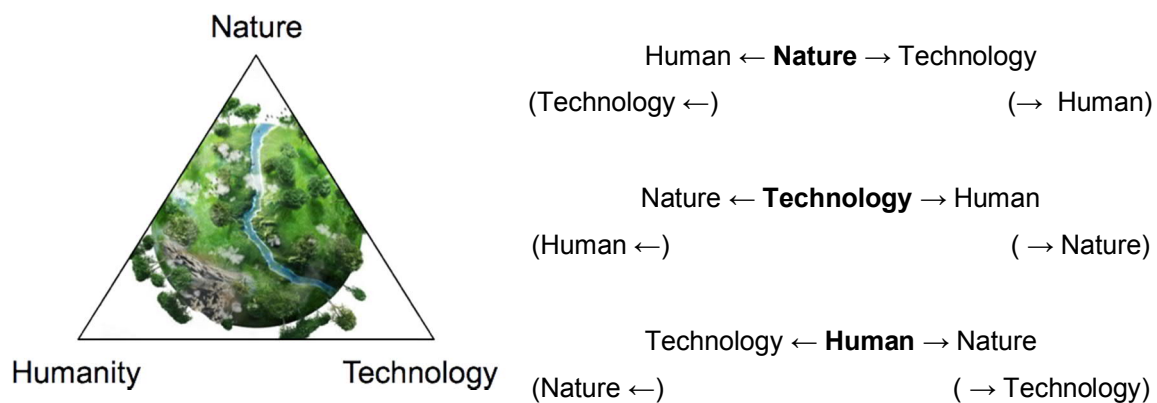 Nature
Humanity
Technology
Human ← Nature → Technology
(Technology ←) (→ Human)
Nature ← Technology → Human
(Human ←) ( → Nature)
Technology ← Human → Nature
(Nature ←) ( → Technology)